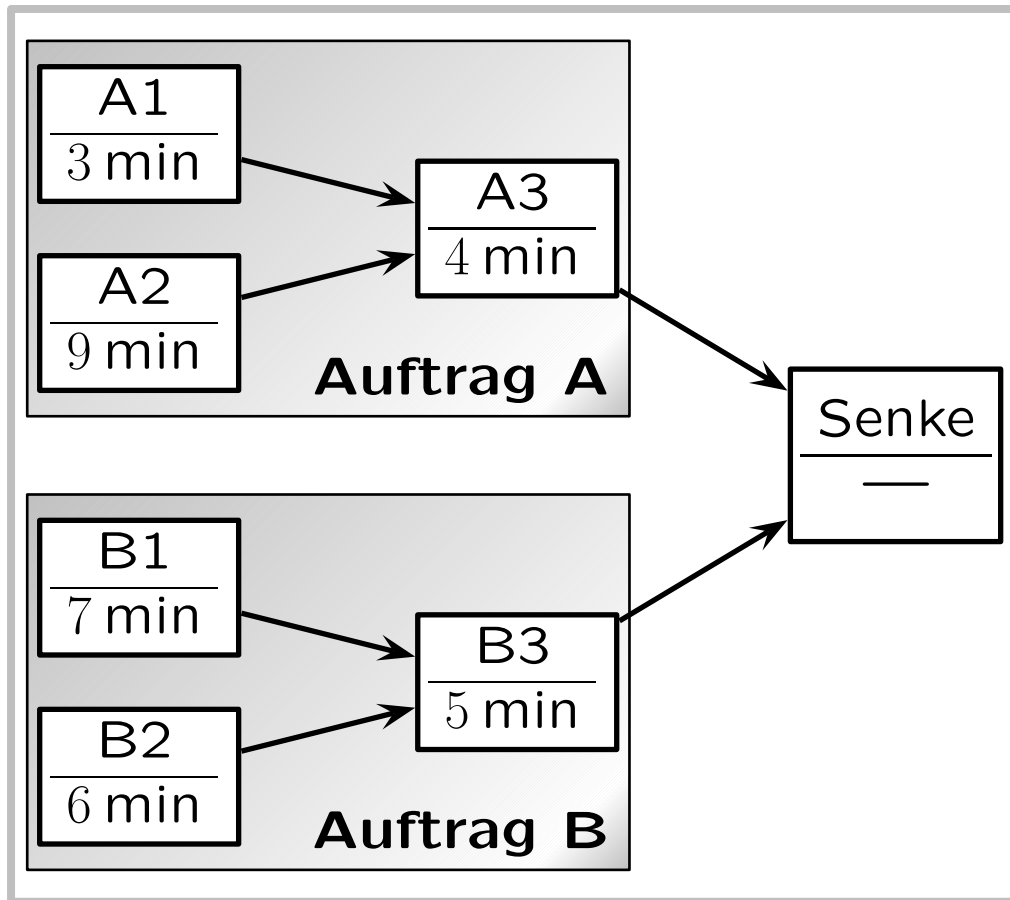 A1
3 min
A2
9 min
A3
4 min
Auftrag A
Senke
—
B1
7 min
B2
6 min
B3
5 min
Auftrag B